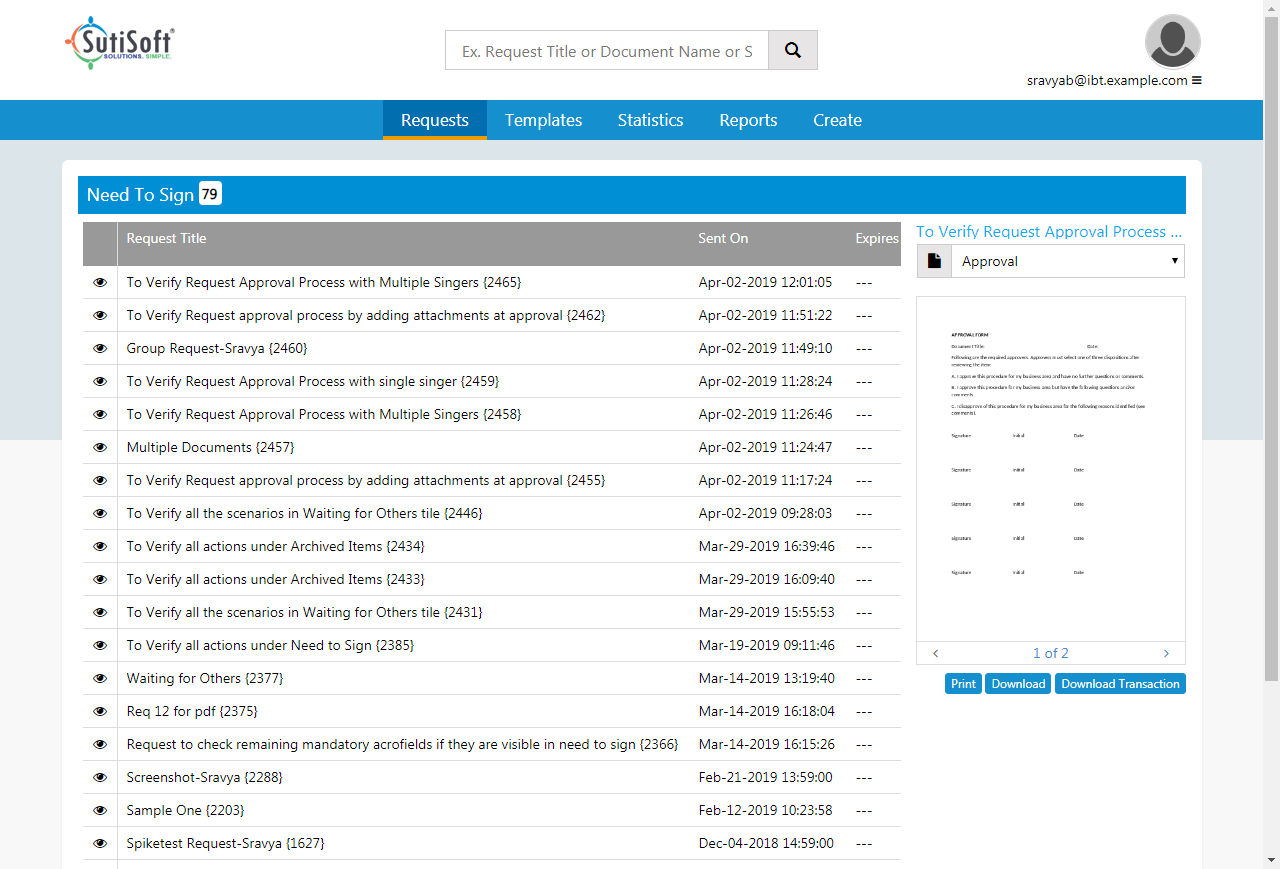 SutiSoft®
SOLUTIONS. SIMPLE.
Ex. Request Title or Document Name or S
sravyab@ibt.example.com
Requests Templates Statistics Reports Create
Need To Sign 79
Request Title Sent On Expires
To Verify Request Approval Process with Multiple Singers {2465} Apr-02-2019 12:01:05 ---
To Verify Request approval process by adding attachments at approval {2462} Apr-02-2019 11:51:22 ---
Group Request-Sravya {2460} Apr-02-2019 11:49:10 ---
To Verify Request Approval Process with single singer {2459} Apr-02-2019 11:28:24 ---
To Verify Request Approval Process with Multiple Singers {2458} Apr-02-2019 11:26:46 ---
Multiple Documents {2457} Apr-02-2019 11:24:47 ---
To Verify Request approval process by adding attachments at approval {2455} Apr-02-2019 11:17:24 ---
To Verify all the scenarios in Waiting for Others tile {2446} Apr-02-2019 09:28:03 ---
To Verify all actions under Archived Items {2434} Mar-29-2019 16:39:46 ---
To Verify all actions under Archived Items {2433} Mar-29-2019 16:09:40 ---
To Verify all the scenarios in Waiting for Others tile {2431} Mar-29-2019 15:55:53 ---
To Verify all actions under Need to Sign {2385} Mar-19-2019 09:11:46 ---
Waiting for Others {2377} Mar-14-2019 13:19:40 ---
Req 12 for pdf {2375} Mar-14-2019 16:18:04 ---
Request to check remaining mandatory acrofields if they are visible in need to sign {2366} Mar-14-2019 16:15:26 ---
Screenshot-Sravya {2288} Feb-21-2019 13:59:00 ---
Sample One {2203} Feb-12-2019 10:23:58 ---
Spiketest Request-Sravya {1627} Dec-04-2018 14:59:00 ---
To Verify Request Approval Process ...
Approval
APPROVAL FORM
Document Title: Date:
Following are the required approvers. Approvers must select one of three dispositions after
reviewing the item:
A. I approve this procedure for my business area and have no further questions or comments.
B. I approve this procedure for my business area but have the following questions and/or
comments.
C. I disapprove of this procedure for my business area for the following reasons identified (see
comments).
Signature Initial Date
Signature Initial Date
Signature Initial Date
Signature Initial Date
Signature Initial Date
1 of 2
Print Download Download Transaction